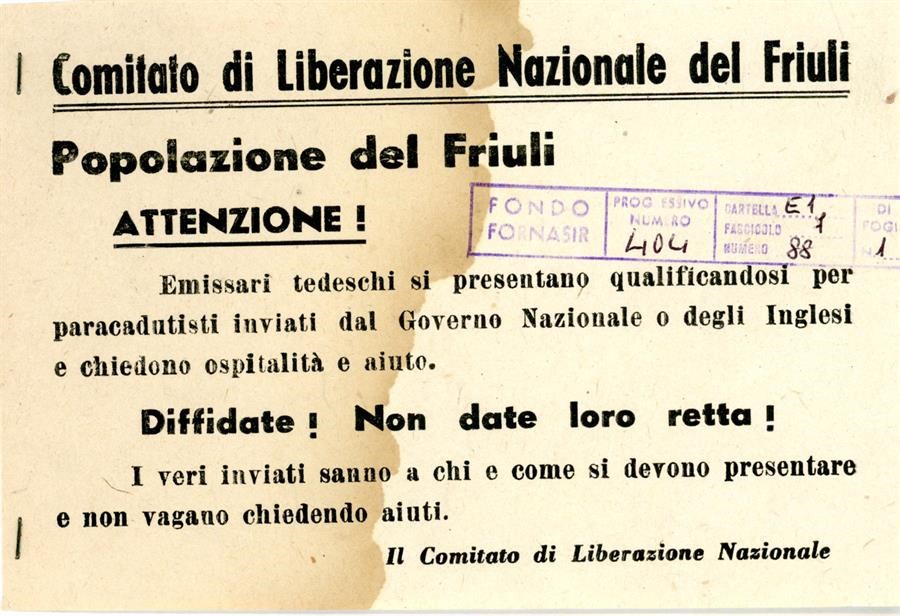 Comitato di Liberazione Nazionale del Friuli
Popolazione del Friuli
ATTENZIONE !
FONDO
FORNASIR
PROG ESSIVO
NUMERO
404
CARTELLA E1
FASCICOLO 1
NUMERO 88
DI
FOGI
N. 1
Emissari tedeschi si presentano qualificandosi per
paracadutisti inviati dal Governo Nazionale o degli Inglesi
e chiedono ospitalità e aiuto.
Diffidate ! Non date loro retta !
I veri inviati sanno a chi e come si devono presentare
e non vagano chiedendo aiuti.
Il Comitato di Liberazione Nazionale